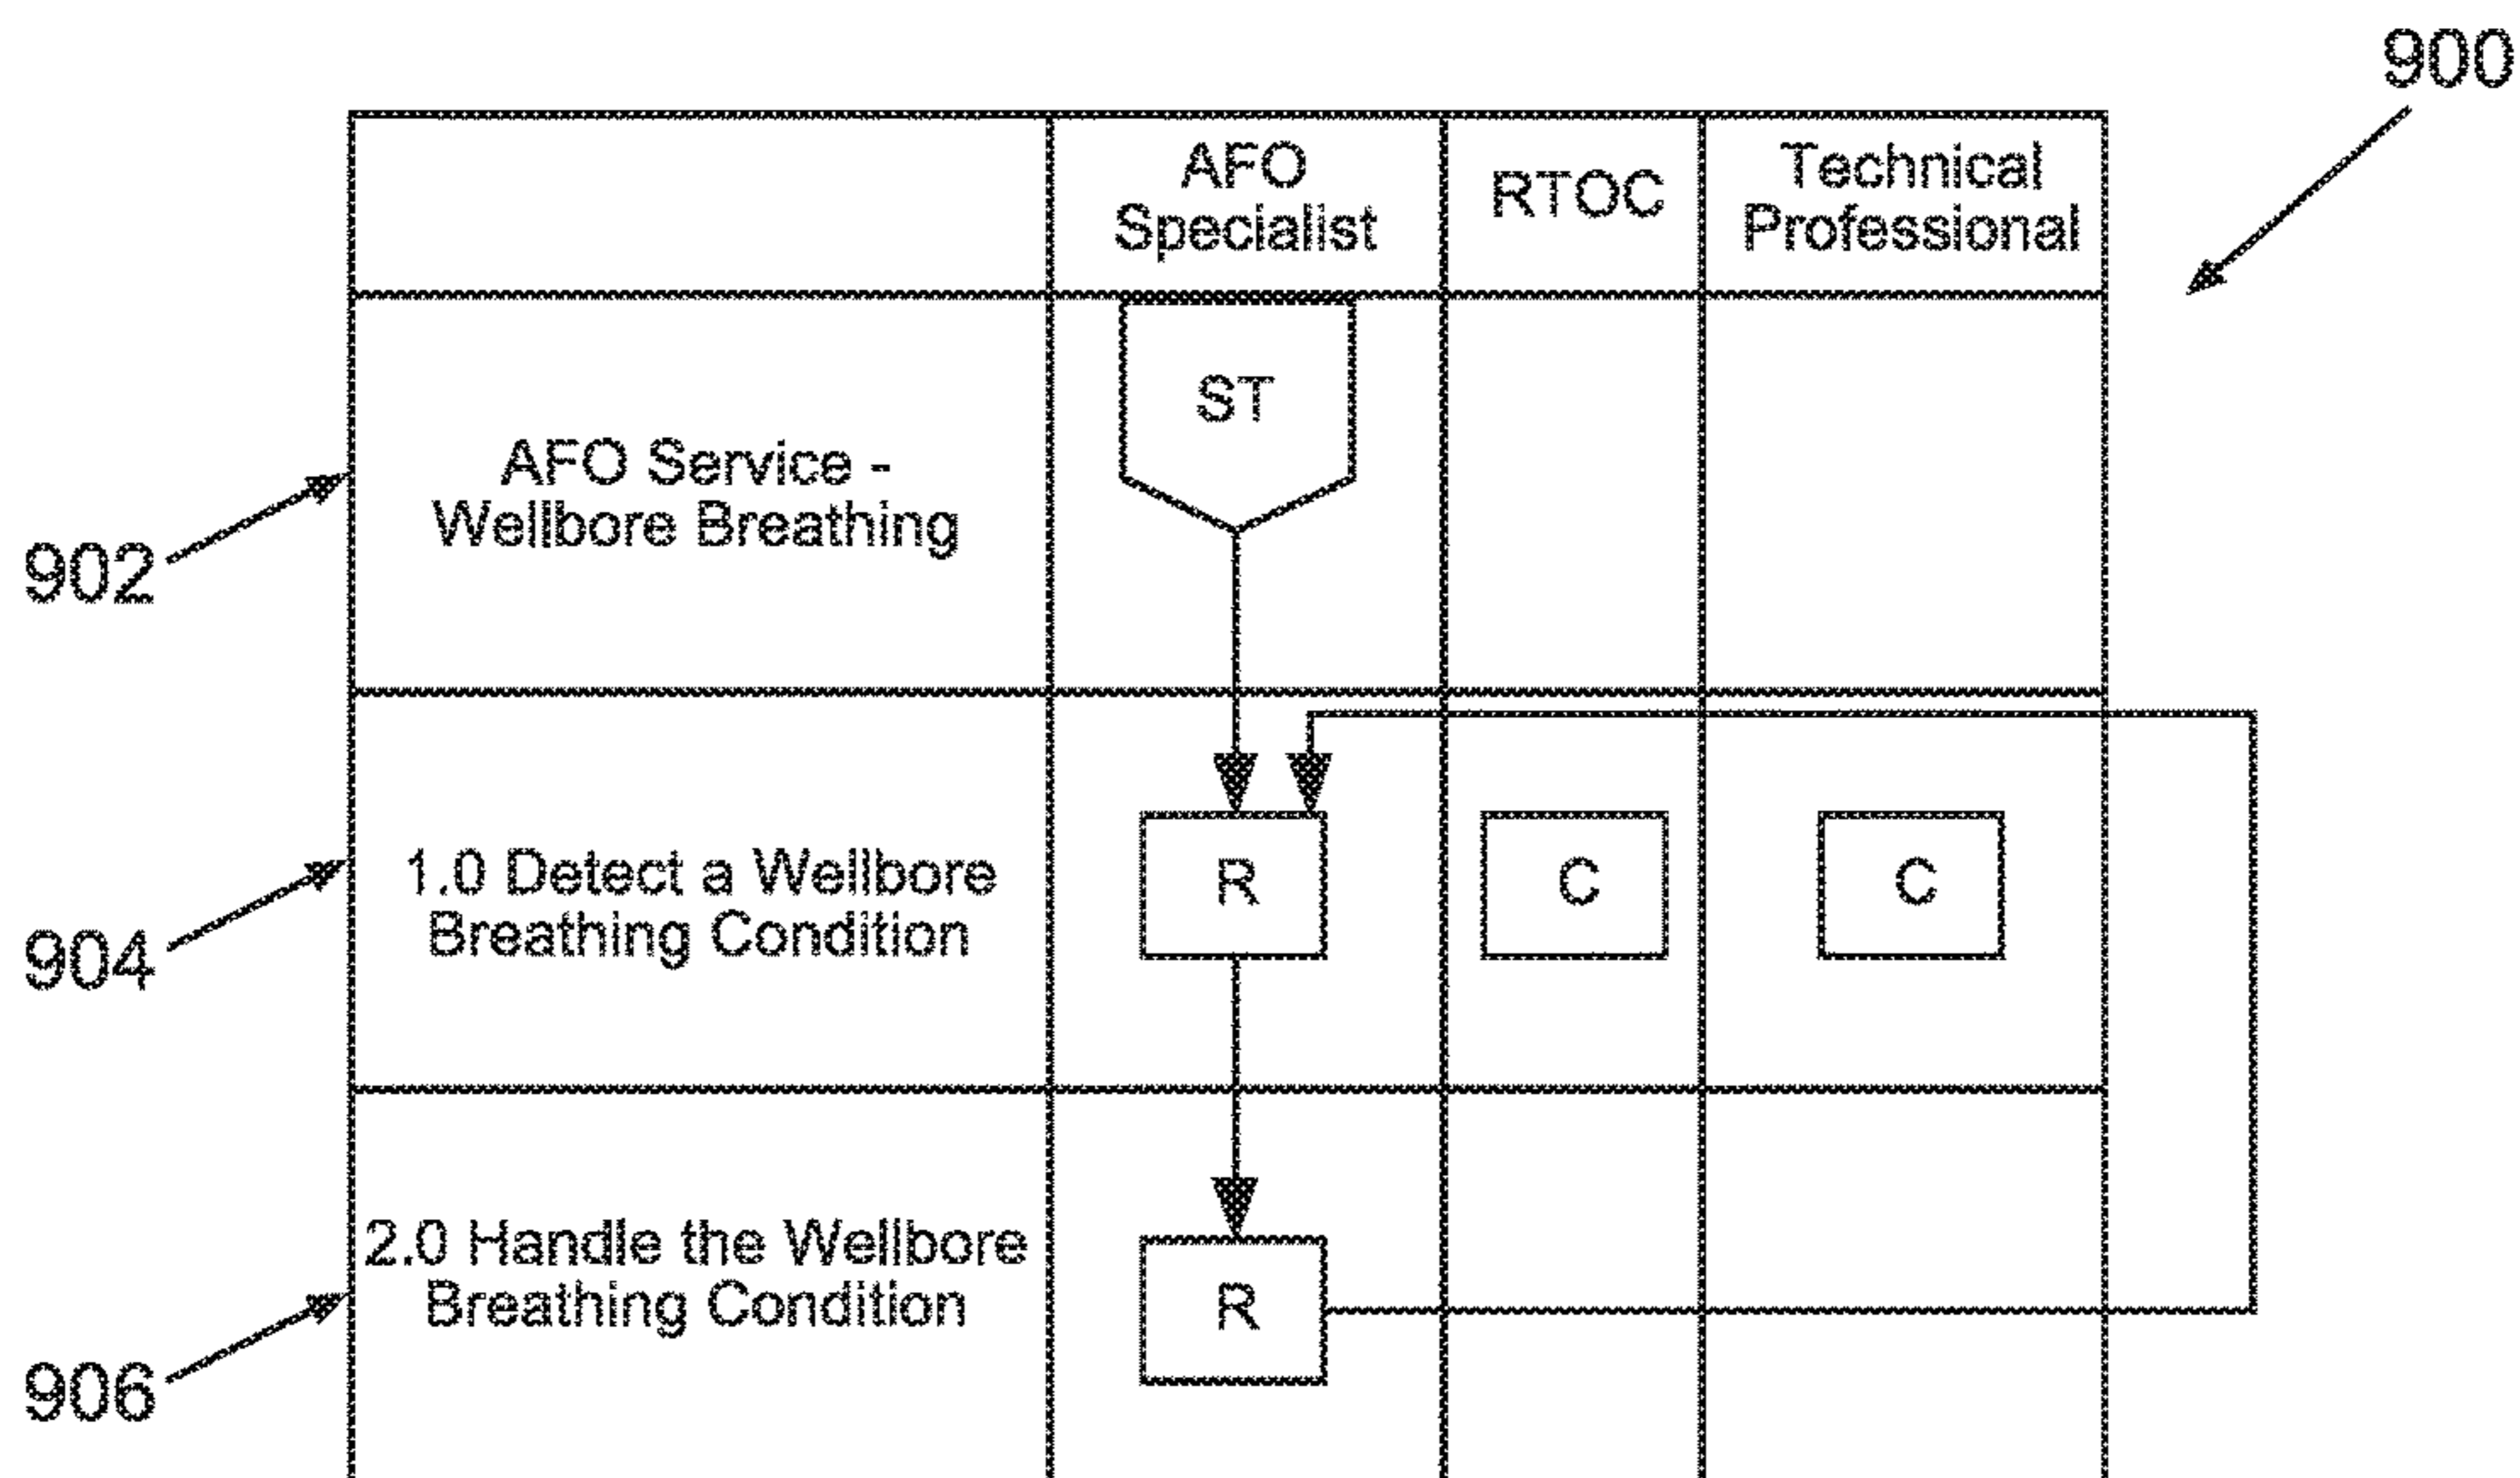 900
AFO
Specialist
RTOC
Technical
Professional
ST
AFO Service -
Wellbore Breathing
902
1.0 Detect a Wellbore
Breathing Condition
R
C
C
904
2.0 Handle the Wellbore
Breathing Condition
R
906